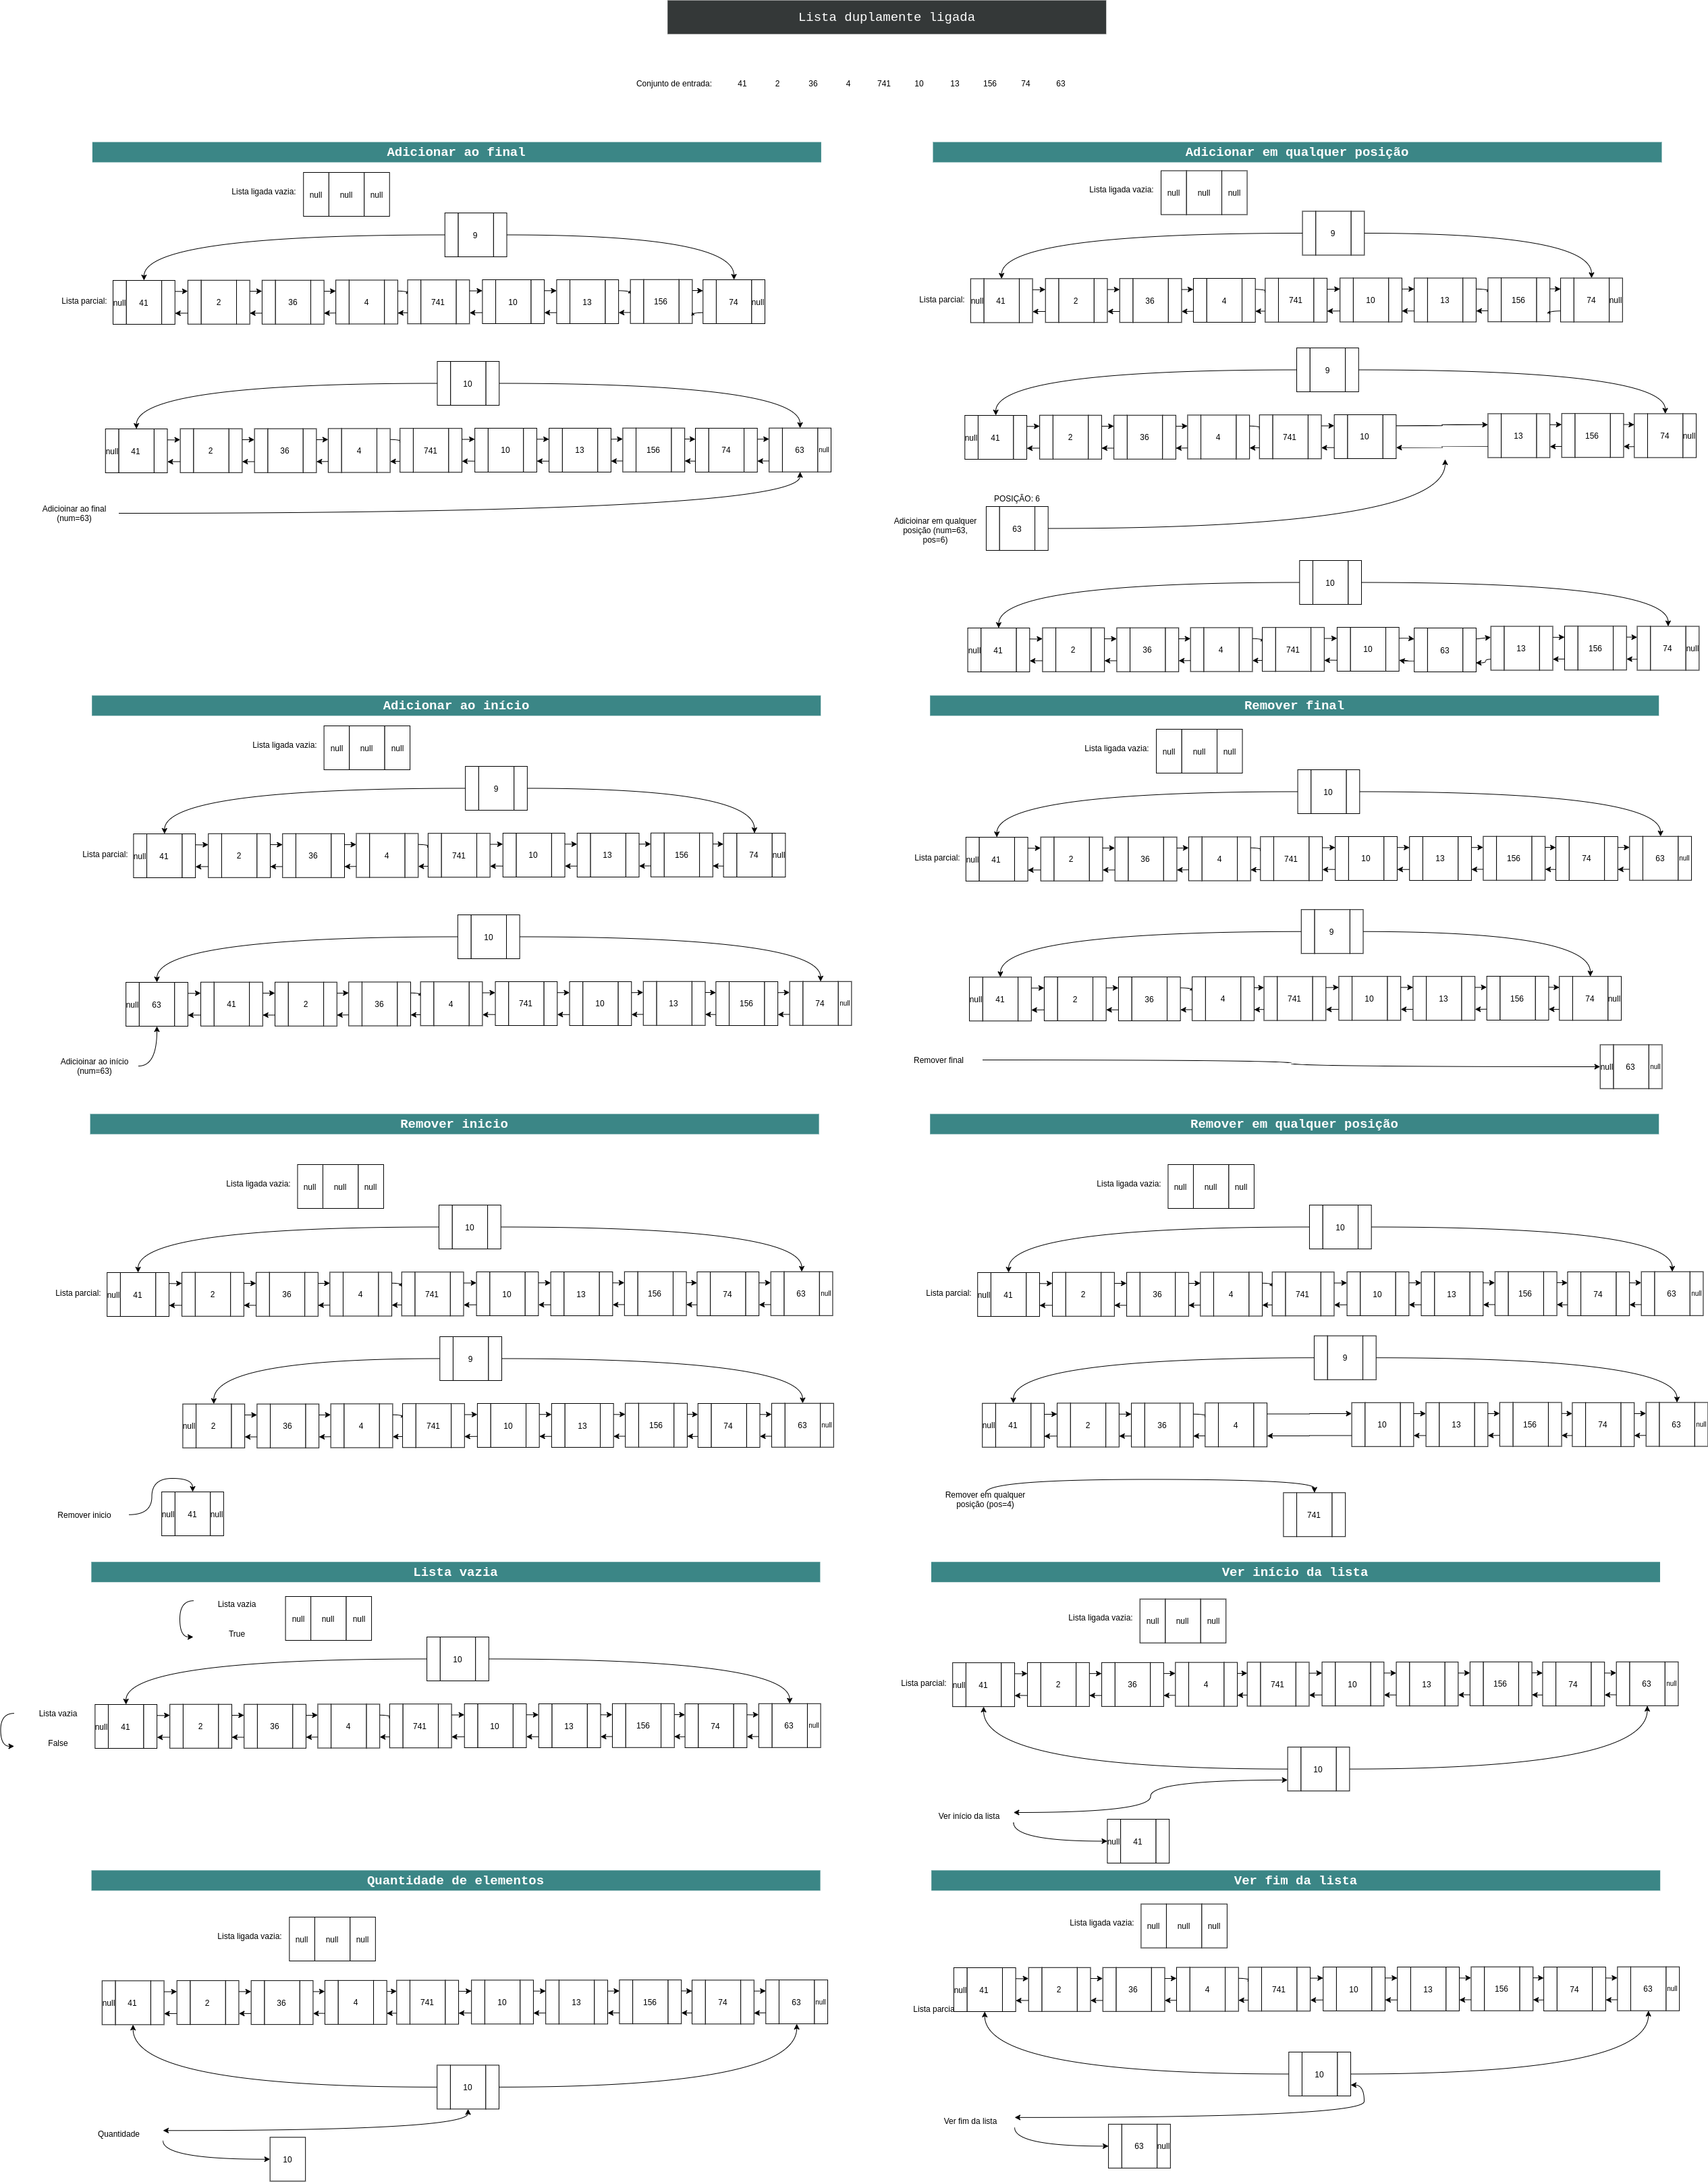 Lista duplamente ligada
Conjunto de entrada: 41 2 36 4 741 10 13 156 74 63
Adicionar ao final
Lista ligada vazia: null null null
9
Lista parcial: null 41 2 36 4 741 10 13 156 74 null
10
null 41 2 36 4 741 10 13 156 74 63 null
Adicioinar ao final
(num=63)
Adicionar em qualquer posição
Lista ligada vazia: null null null
9
Lista parcial: null 41 2 36 4 741 10 13 156 74 null
9
null 41 2 36 4 741 10 13 156 74 null
POSIÇÃO: 6
Adicioinar em qualquer
posição (num=63,
pos=6)
63
10
null 41 2 36 4 741 10 63 13 156 74 null
Adicionar ao início
Lista ligada vazia: null null null
9
Lista parcial: null 41 2 36 4 741 10 13 156 74 null
10
null 63 41 2 36 4 741 10 13 156 74 null
Adicioinar ao início
(num=63)
Remover final
Lista ligada vazia: null null null
10
Lista parcial: null 41 2 36 4 741 10 13 156 74 63 null
9
null 41 2 36 4 741 10 13 156 74 null
Remover final
null 63 null
Remover inicio
Lista ligada vazia: null null null
10
Lista parcial: null 41 2 36 4 741 10 13 156 74 63 null
9
null 2 36 4 741 10 13 156 74 63 null
Remover inicio
null 41 null
Remover em qualquer posição
Lista ligada vazia: null null null
10
Lista parcial: null 41 2 36 4 741 10 13 156 74 63 null
9
null 41 2 36 4 10 13 156 74 63 null
Remover em qualquer
posição (pos=4)
741
Lista vazia
Lista vazia
null null null
True
10
Lista vazia
null 41 2 36 4 741 10 13 156 74 63 null
False
Ver início da lista
Lista ligada vazia: null null null
Lista parcial: null 41 2 36 4 741 10 13 156 74 63 null
10
Ver início da lista
null 41
Quantidade de elementos
Lista ligada vazia: null null null
null 41 2 36 4 741 10 13 156 74 63 null
10
Quantidade
10
Ver fim da lista
Lista ligada vazia: null null null
null 41 2 36 4 741 10 13 156 74 63 null
Lista parcia
10
Ver fim da lista
63 null